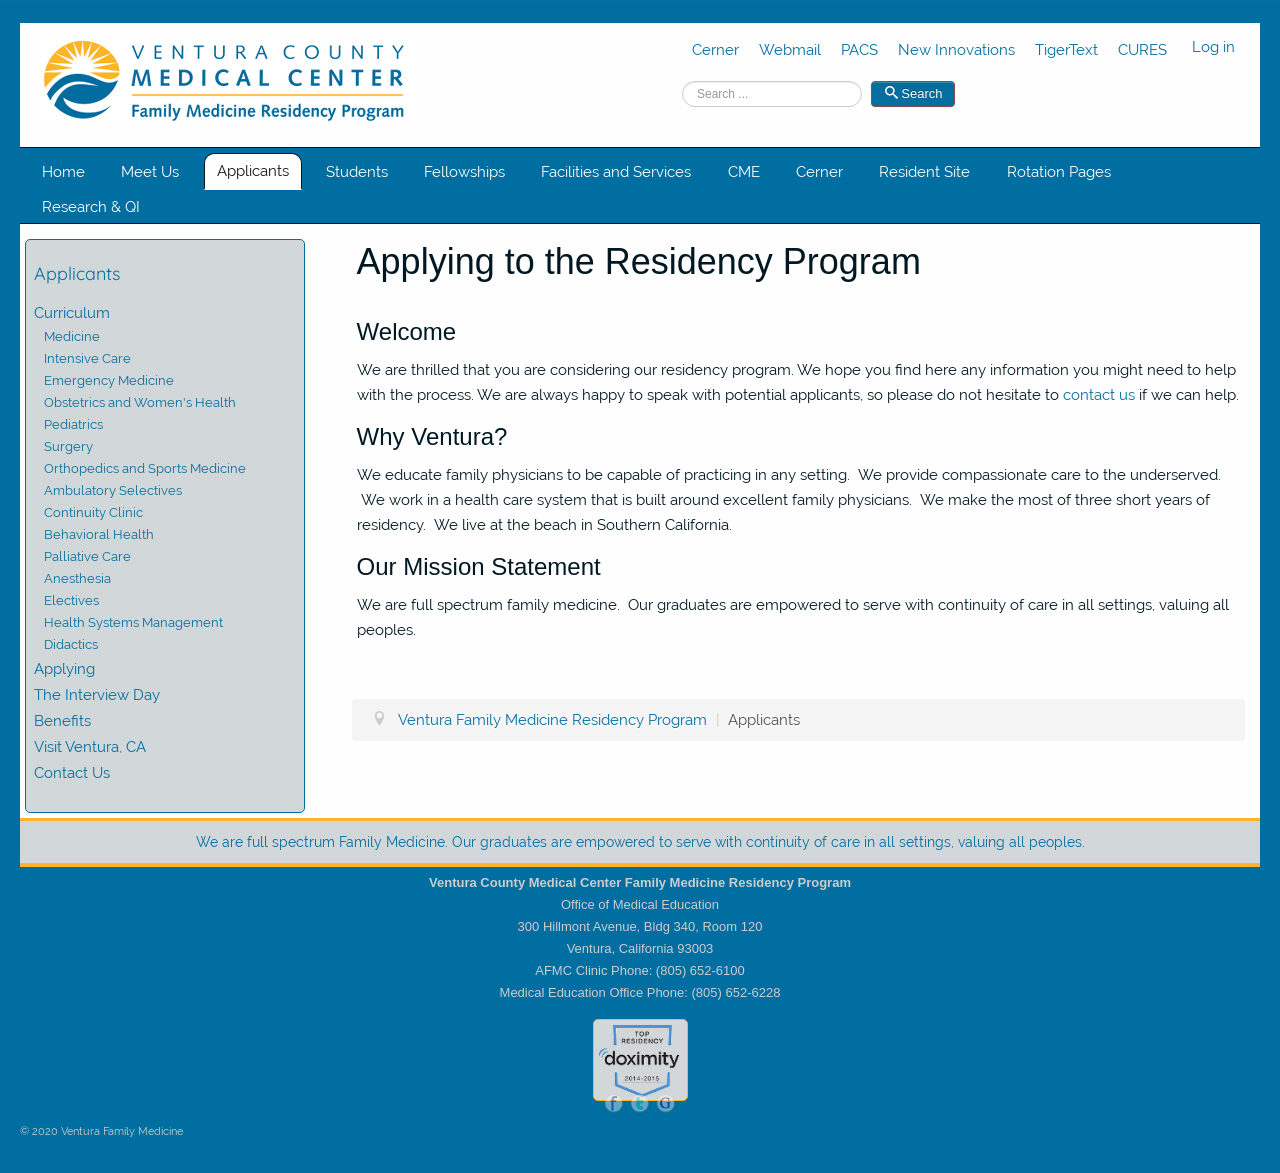 VENTURA COUNTY
MEDICAL CENTER
Family Medicine Residency Program
Cerner Webmail PACS New Innovations TigerText CURES Log in
Search ... Search
Home Meet Us Applicants Students Fellowships Facilities and Services CME Cerner Resident Site Rotation Pages
Research & QI
Applicants
Curriculum
Medicine
Intensive Care
Emergency Medicine
Obstetrics and Women's Health
Pediatrics
Surgery
Orthopedics and Sports Medicine
Ambulatory Selectives
Continuity Clinic
Behavioral Health
Palliative Care
Anesthesia
Electives
Health Systems Management
Didactics
Applying
The Interview Day
Benefits
Visit Ventura, CA
Contact Us
Applying to the Residency Program
Welcome
We are thrilled that you are considering our residency program. We hope you find here any information you might need to help
with the process. We are always happy to speak with potential applicants, so please do not hesitate to contact us if we can help.
Why Ventura?
We educate family physicians to be capable of practicing in any setting.  We provide compassionate care to the underserved.
We work in a health care system that is built around excellent family physicians.  We make the most of three short years of
residency.  We live at the beach in Southern California.
Our Mission Statement
We are full spectrum family medicine.  Our graduates are empowered to serve with continuity of care in all settings, valuing all
peoples.
Ventura Family Medicine Residency Program | Applicants
We are full spectrum Family Medicine. Our graduates are empowered to serve with continuity of care in all settings, valuing all peoples.
Ventura County Medical Center Family Medicine Residency Program
Office of Medical Education
300 Hillmont Avenue, Bldg 340, Room 120
Ventura, California 93003
AFMC Clinic Phone: (805) 652-6100
Medical Education Office Phone: (805) 652-6228
TOP
RESIDENCY
doximity
2014-2015
f t G
© 2020 Ventura Family Medicine